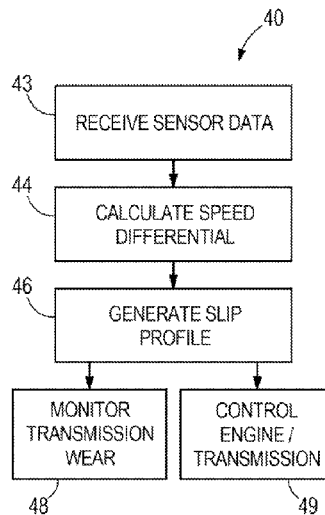 40
43
RECEIVE SENSOR DATA
44
CALCULATE SPEED
DIFFERENTIAL
46
GENERATE SLIP
PROFILE
MONITOR
TRANSMISSION
WEAR
CONTROL
ENGINE /
TRANSMISSION
48
49